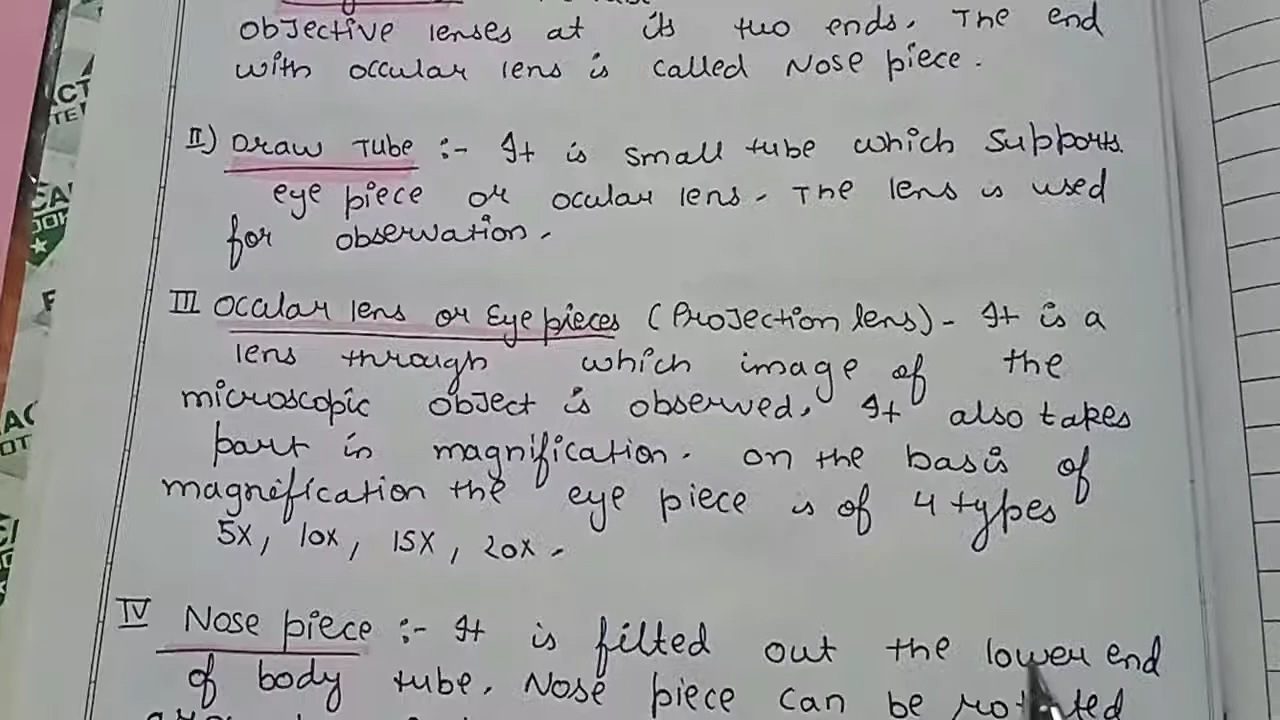 objective lenses at its two ends. The end
with occular lens is called Nose piece.
II) Draw Tube :- It is small tube which supports
eye piece or ocular lens. The lens is used
for observation.
III Ocular lens or Eye pieces (Projection lens) - It is a
lens through which image of the
microscopic object is observed. It also takes
part in magnification. on the basis of
magnification the eye piece is of 4 types
5x, 10x, 15x, 20x.
IV Nose piece :- It is filted out the lower end
of body tube. Nose piece can be